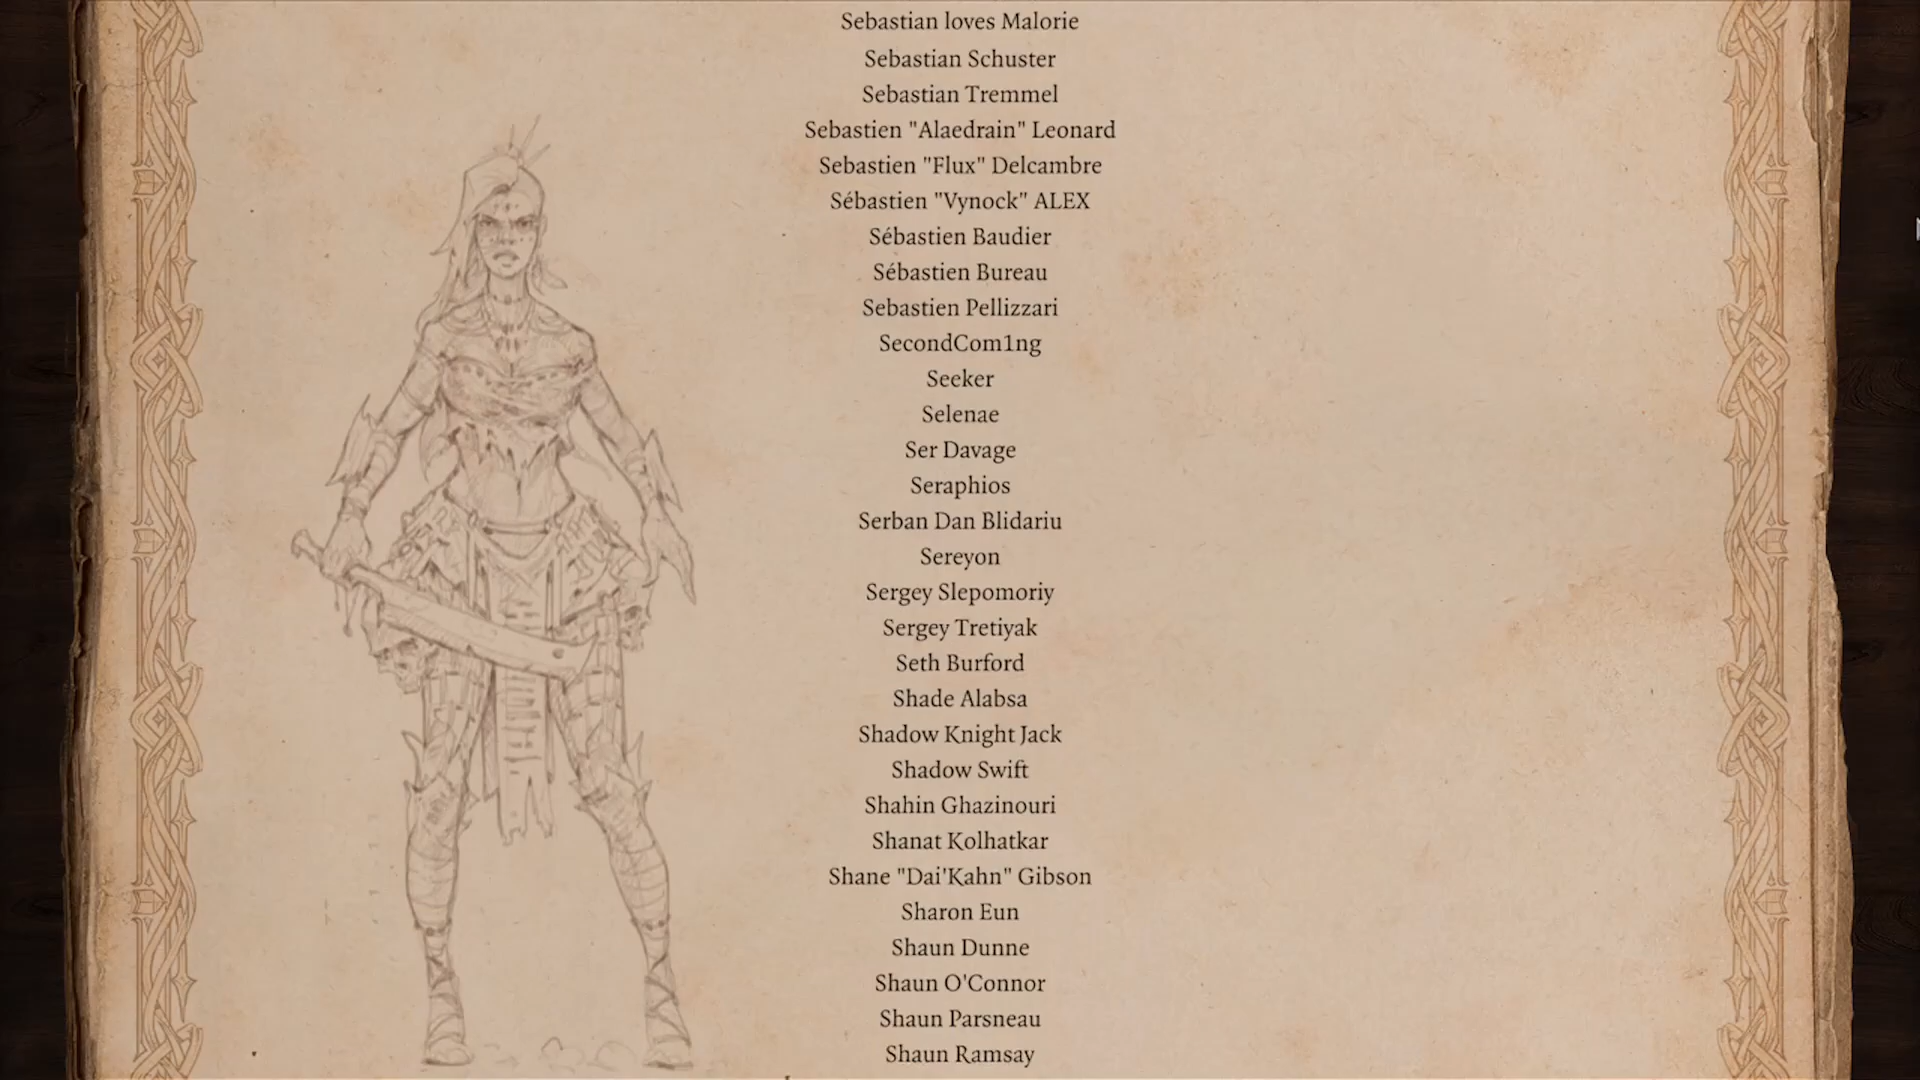 Sebastian loves Malorie
Sebastian Schuster
Sebastian Tremmel
Sebastien "Alaedrain" Leonard
Sebastien "Flux" Delcambre
Sébastien "Vynock" ALEX
Sébastien Baudier
Sébastien Bureau
Sebastien Pellizzari
SecondCom1ng
Seeker
Selenae
Ser Davage
Seraphios
Serban Dan Blidariu
Sereyon
Sergey Slepomoriy
Sergey Tretiyak
Seth Burford
Shade Alabsa
Shadow Knight Jack
Shadow Swift
Shahin Ghazinouri
Shanat Kolhatkar
Shane "Dai'Kahn" Gibson
Sharon Eun
Shaun Dunne
Shaun O'Connor
Shaun Parsneau
Shaun Ramsay